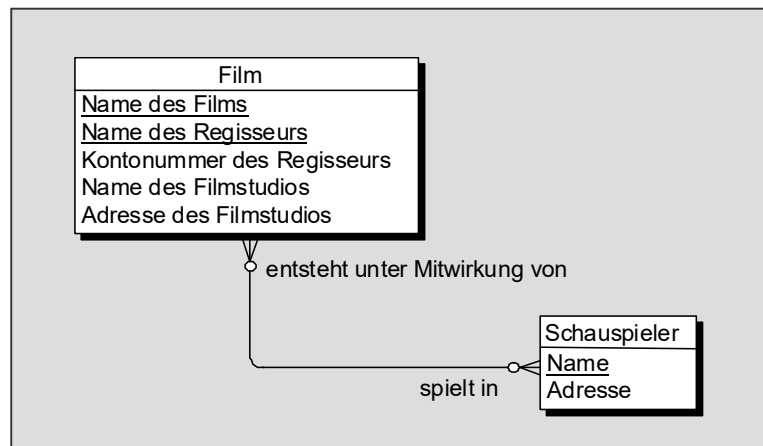 Film
Name des Films
Name des Regisseurs
Kontonummer des Regisseurs
Name des Filmstudios
Adresse des Filmstudios
entsteht unter Mitwirkung von
Schauspieler
Name
Adresse
spielt in